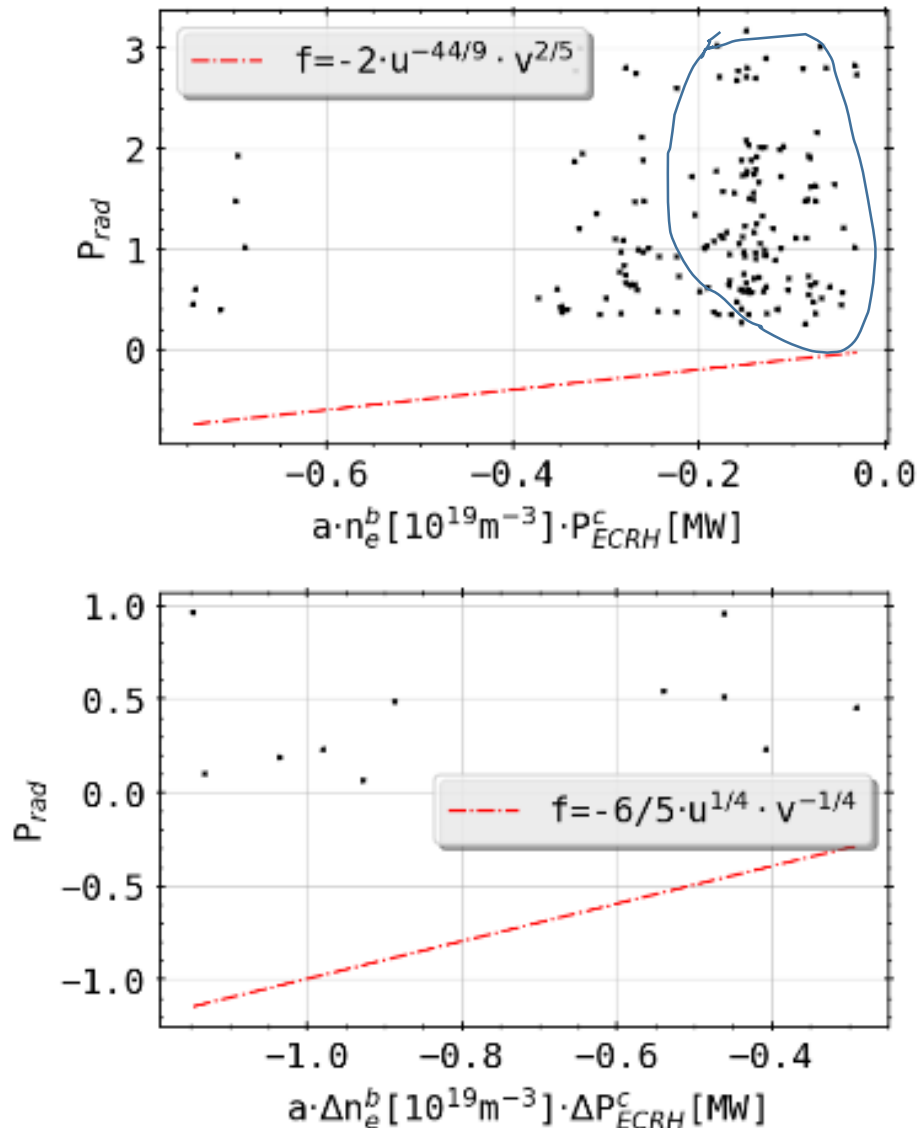 3
f=-2·u^{-44/9} · v^{2/5}
2
P_{rad}
1
0
−0.6 −0.4 −0.2 0.0
a·n_e^b[10^{19}m^{-3}]·P_{ECRH}^c[MW]
1.0
0.5
0.0
P_{rad}
f=-6/5·u^{1/4} · v^{-1/4}
−0.5
−1.0
−1.0 −0.8 −0.6 −0.4
a·Δn_e^b[10^{19}m^{-3}]·ΔP_{ECRH}^c[MW]